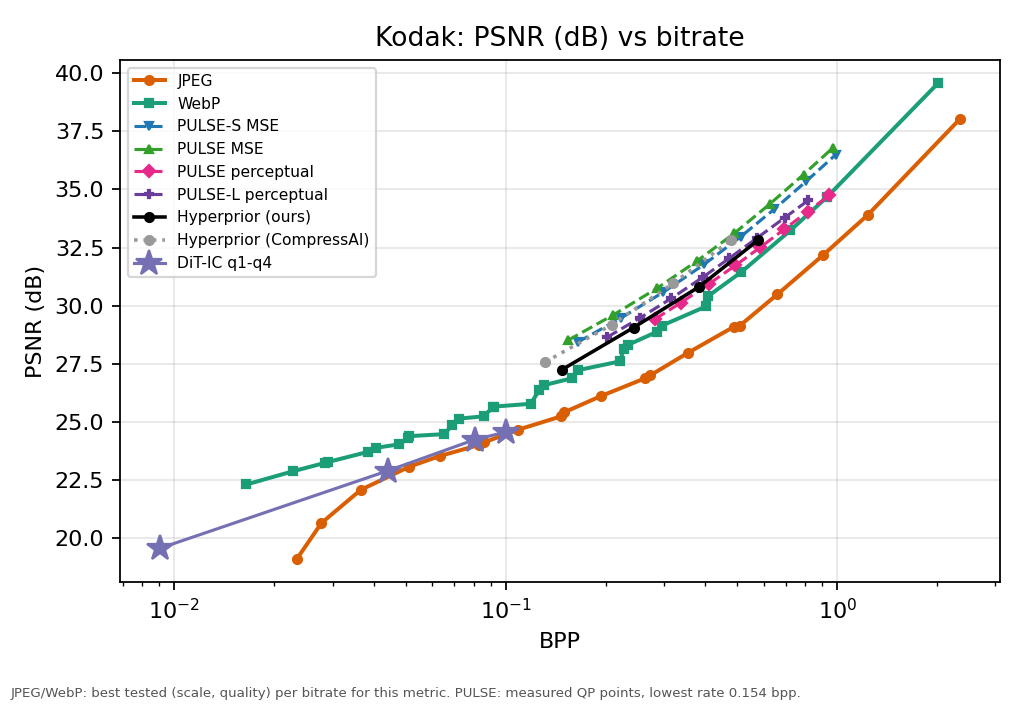 Kodak: PSNR (dB) vs bitrate
PSNR (dB)
40.0
37.5
35.0
32.5
30.0
27.5
25.0
22.5
20.0
JPEG
WebP
PULSE-S MSE
PULSE MSE
PULSE perceptual
PULSE-L perceptual
Hyperprior (ours)
Hyperprior (CompressAI)
DiT-IC q1-q4
10⁻² 10⁻¹ 10⁰
BPP
JPEG/WebP: best tested (scale, quality) per bitrate for this metric. PULSE: measured QP points, lowest rate 0.154 bpp.